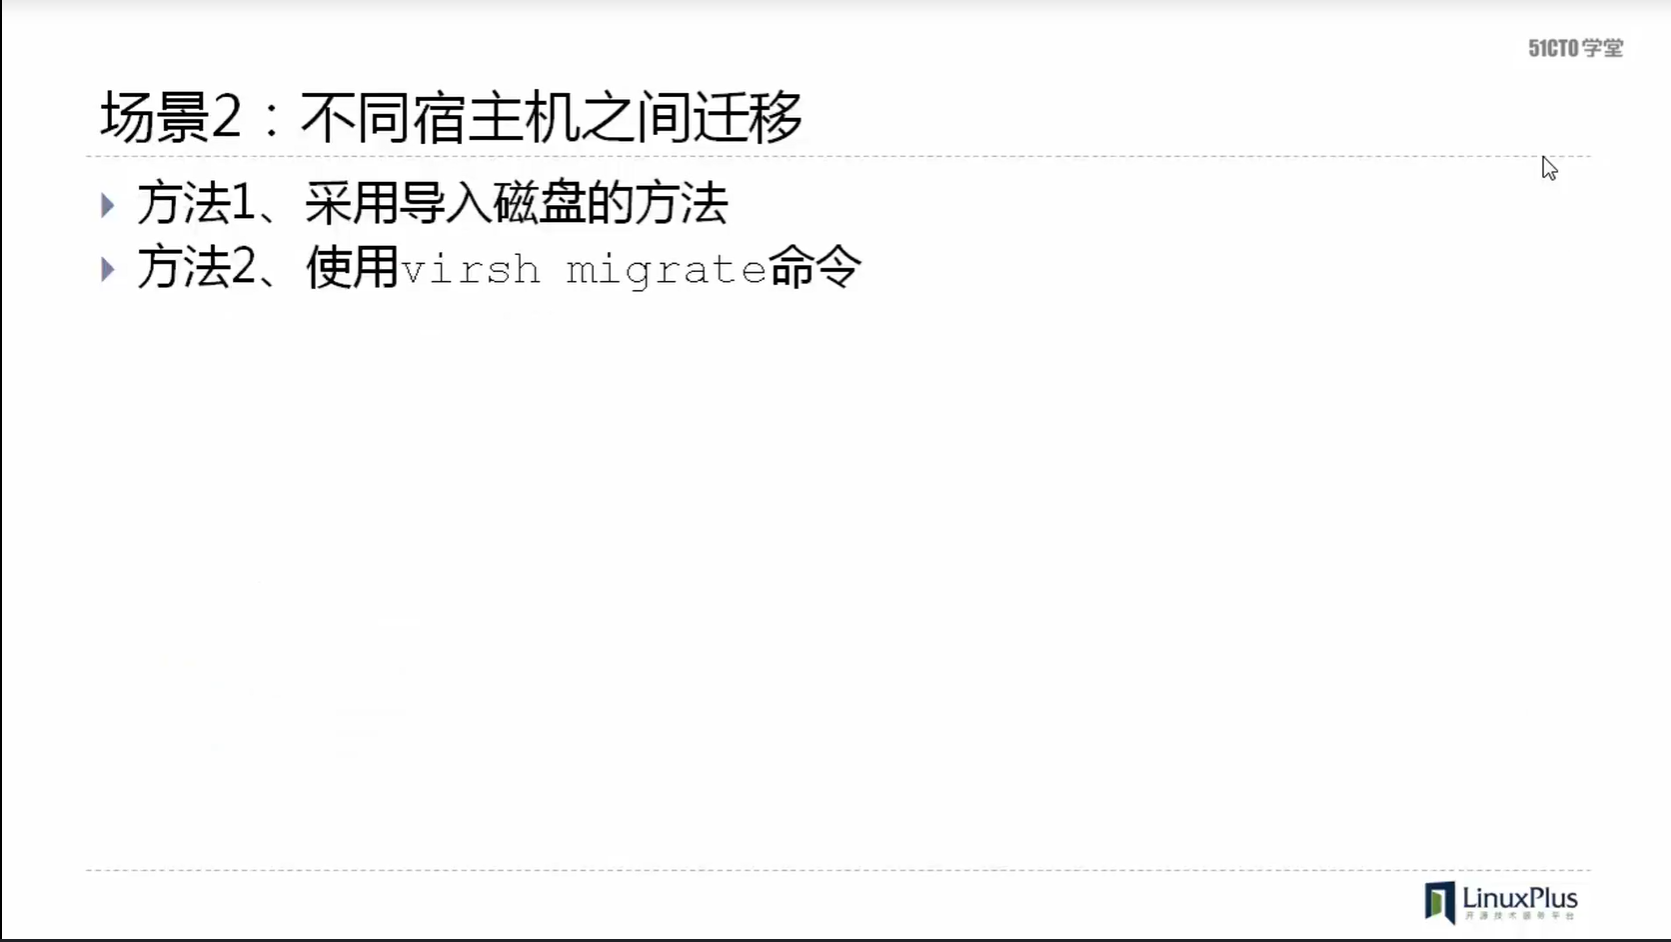 51CTO学堂
场景2：不同宿主机之间迁移
方法1、采用导入磁盘的方法
方法2、使用virsh migrate命令
LinuxPlus
开源技术服务平台